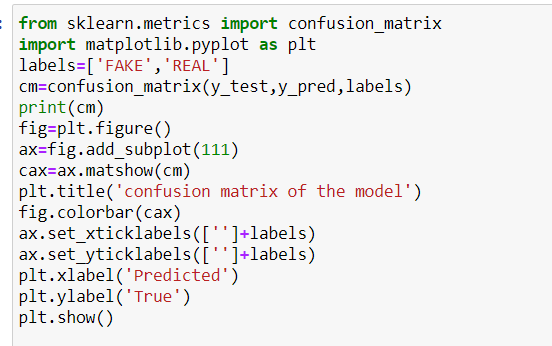 from sklearn.metrics import confusion_matrix
import matplotlib.pyplot as plt
labels=['FAKE','REAL']
cm=confusion_matrix(y_test,y_pred,labels)
print(cm)
fig=plt.figure()
ax=fig.add_subplot(111)
cax=ax.matshow(cm)
plt.title('confusion matrix of the model')
fig.colorbar(cax)
ax.set_xticklabels(['']+labels)
ax.set_yticklabels(['']+labels)
plt.xlabel('Predicted')
plt.ylabel('True')
plt.show()